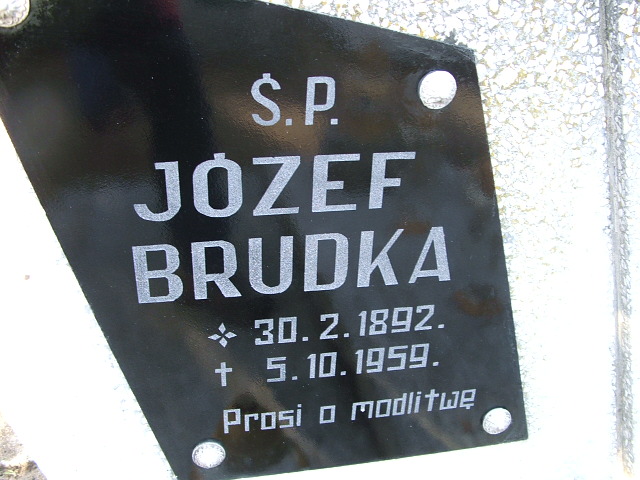 Ś.P.
JÓZEF
BRUDKA
30.2.1892.
† 5.10.1959.
Prosi o modlitwę